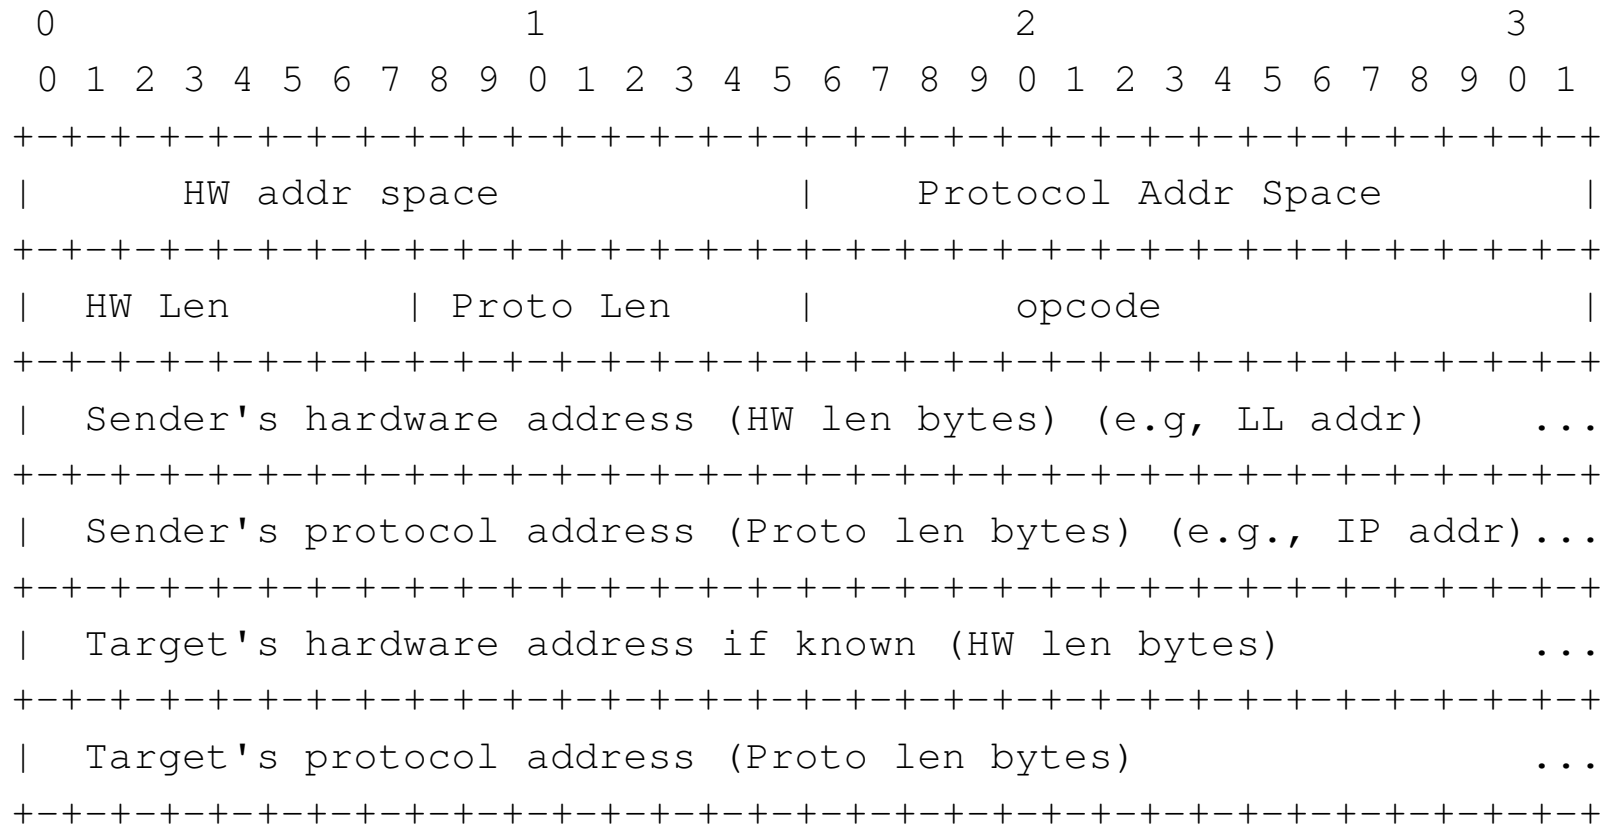 0                   1                   2                   3
 0 1 2 3 4 5 6 7 8 9 0 1 2 3 4 5 6 7 8 9 0 1 2 3 4 5 6 7 8 9 0 1
+-+-+-+-+-+-+-+-+-+-+-+-+-+-+-+-+-+-+-+-+-+-+-+-+-+-+-+-+-+-+-+-+
|      HW addr space            |    Protocol Addr Space        |
+-+-+-+-+-+-+-+-+-+-+-+-+-+-+-+-+-+-+-+-+-+-+-+-+-+-+-+-+-+-+-+-+
|  HW Len       | Proto Len     |        opcode                 |
+-+-+-+-+-+-+-+-+-+-+-+-+-+-+-+-+-+-+-+-+-+-+-+-+-+-+-+-+-+-+-+-+
|  Sender's hardware address (HW len bytes) (e.g, LL addr)    ...
+-+-+-+-+-+-+-+-+-+-+-+-+-+-+-+-+-+-+-+-+-+-+-+-+-+-+-+-+-+-+-+-+
|  Sender's protocol address (Proto len bytes) (e.g., IP addr)...
+-+-+-+-+-+-+-+-+-+-+-+-+-+-+-+-+-+-+-+-+-+-+-+-+-+-+-+-+-+-+-+-+
|  Target's hardware address if known (HW len bytes)          ...
+-+-+-+-+-+-+-+-+-+-+-+-+-+-+-+-+-+-+-+-+-+-+-+-+-+-+-+-+-+-+-+-+
|  Target's protocol address (Proto len bytes)                ...
+-+-+-+-+-+-+-+-+-+-+-+-+-+-+-+-+-+-+-+-+-+-+-+-+-+-+-+-+-+-+-+-+